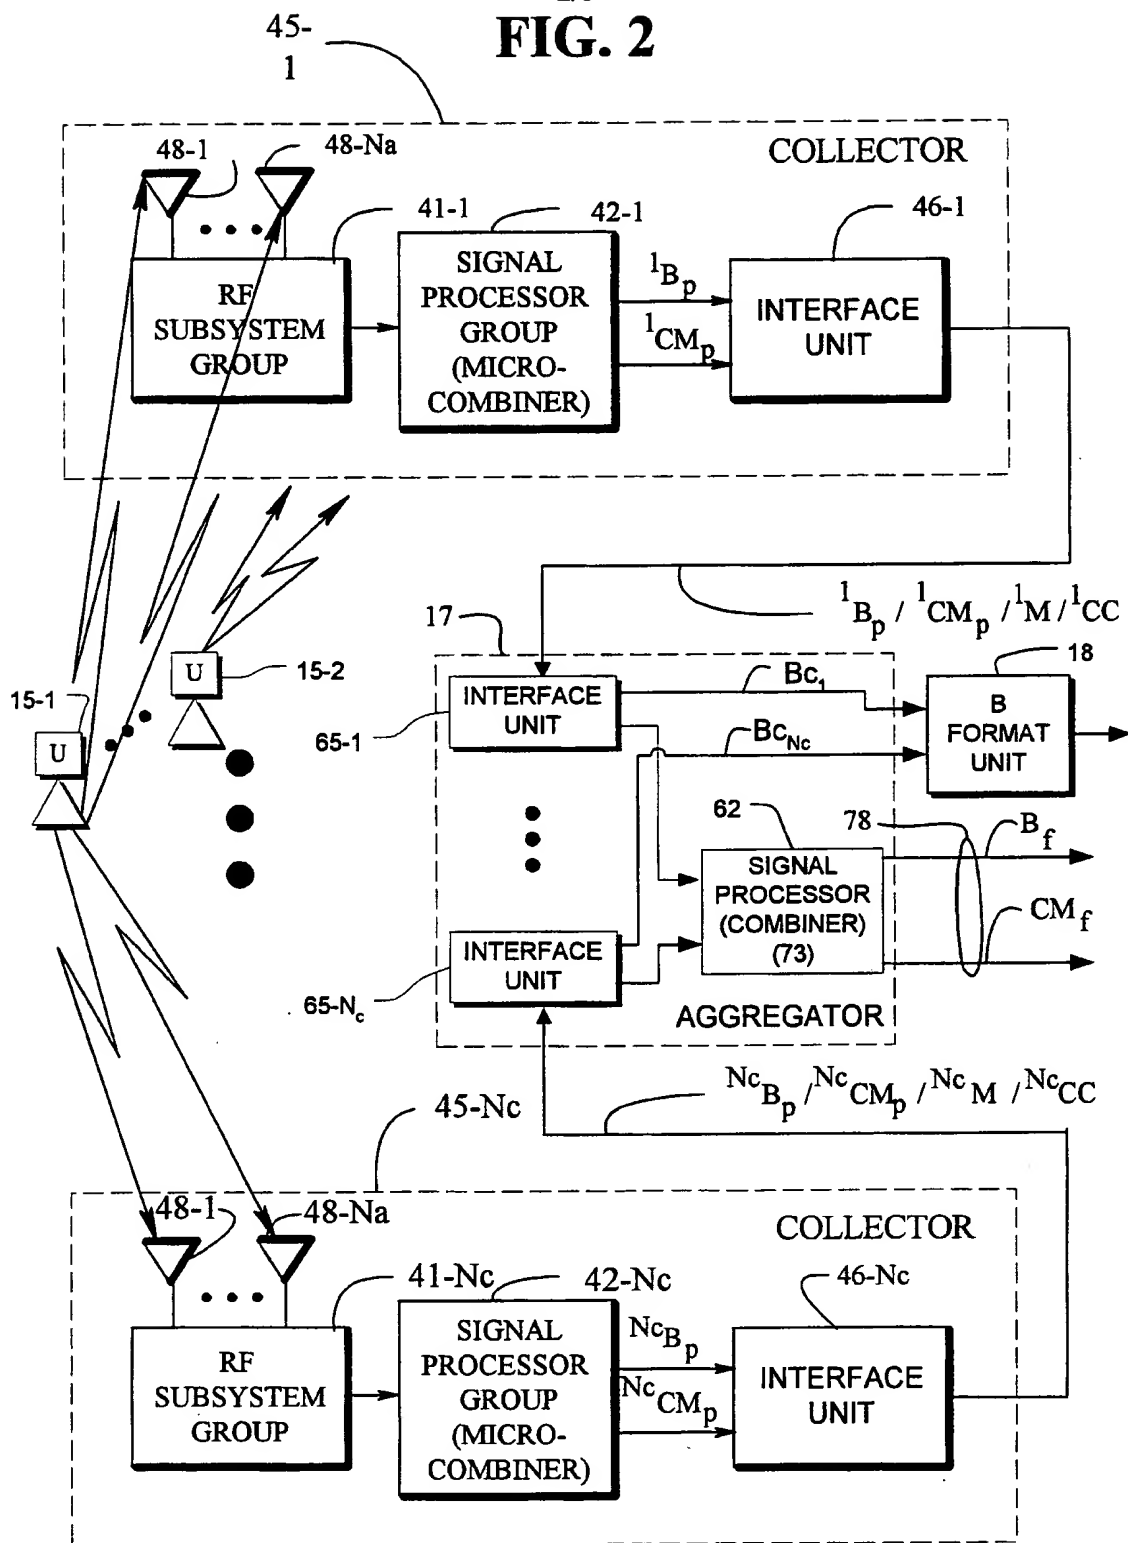 FIG. 2
45-
1
COLLECTOR
48-1
48-Na
41-1
42-1
46-1
RF
SUBSYSTEM
GROUP
SIGNAL
PROCESSOR
GROUP
(MICRO-
COMBINER)
1Bp
1CMp
INTERFACE
UNIT
1Bp / 1CMp / 1M / 1CC
17
18
15-1
U
U
15-2
INTERFACE
UNIT
65-1
Bc1
BcNc
B
FORMAT
UNIT
62
78
Bf
SIGNAL
PROCESSOR
(COMBINER)
(73)
CMf
INTERFACE
UNIT
65-Nc
AGGREGATOR
NcBp / NcCMp / NcM / NcCC
45-Nc
COLLECTOR
48-1
48-Na
41-Nc
42-Nc
46-Nc
RF
SUBSYSTEM
GROUP
SIGNAL
PROCESSOR
GROUP
(MICRO-
COMBINER)
NcBp
NcCMp
INTERFACE
UNIT